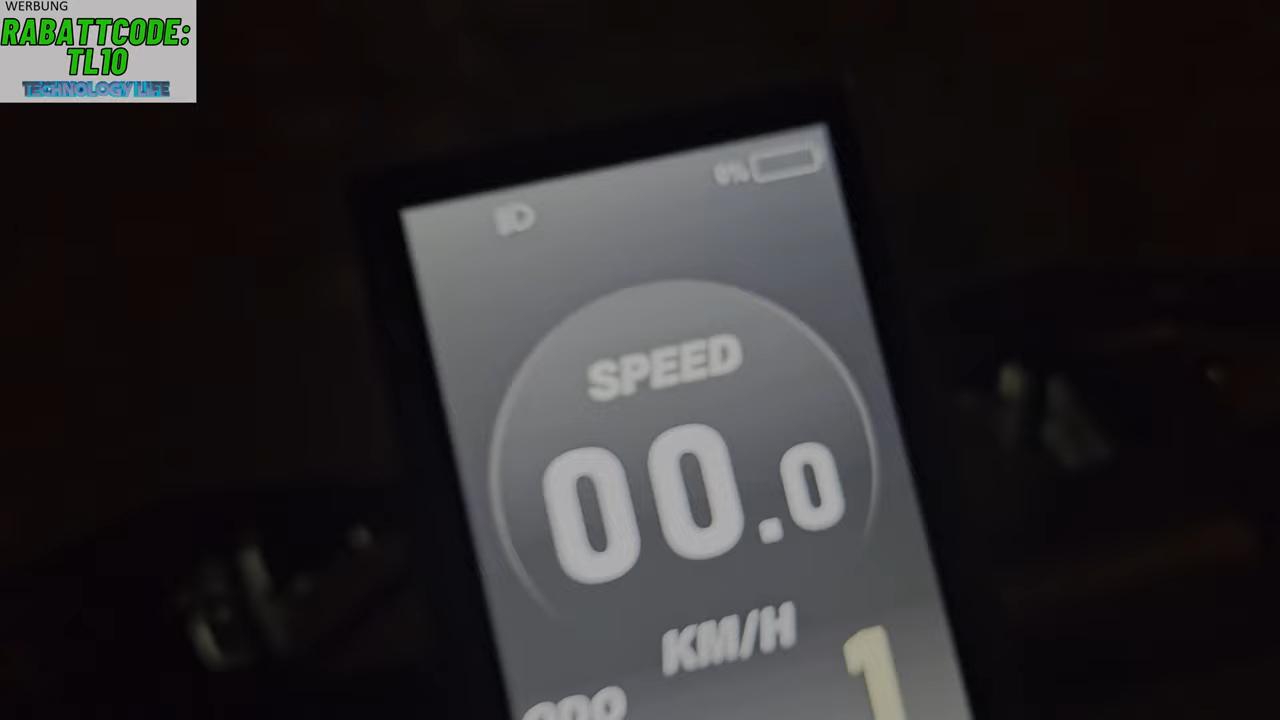 WERBUNG
RABATTCODE:
TL10
TECHNOLOGY LIFE
0%
SPEED
00.0
KM/H
1